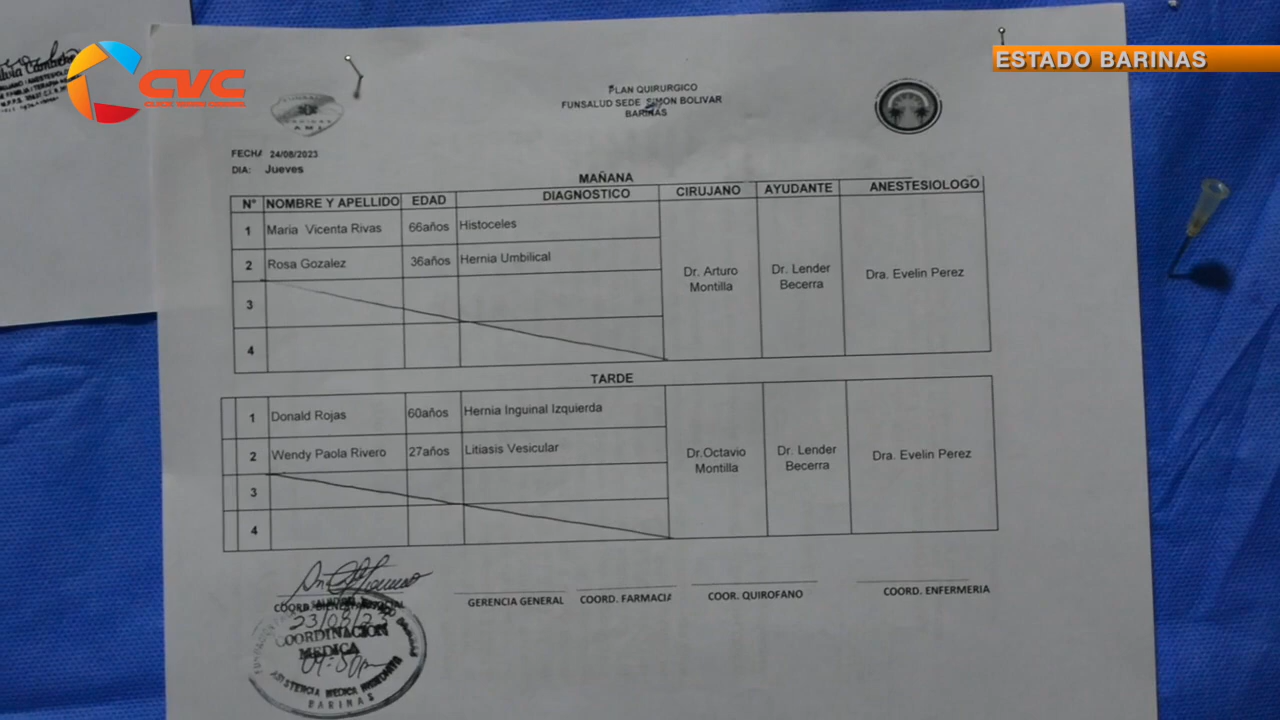 CVC
ESTADO BARINAS
PLAN QUIRURGICO
FUNSALUD SEDE SIMON BOLIVAR
BARINAS
FECHA 24/08/2023
DIA: Jueves
MAÑANA
N° NOMBRE Y APELLIDO EDAD DIAGNOSTICO CIRUJANO AYUDANTE ANESTESIOLOGO
1 Maria Vicenta Rivas 66años Histoceles
2 Rosa Gozalez 36años Hernia Umbilical
Dr. Arturo Montilla Dr. Lender Becerra Dra. Evelin Perez
3
4
TARDE
1 Donald Rojas 60años Hernia Inguinal Izquierda
2 Wendy Paola Rivero 27años Litiasis Vesicular
Dr.Octavio Montilla Dr. Lender Becerra Dra. Evelin Perez
3
4
COORD. GERENCIA GENERAL COORD. FARMACIA COOR. QUIROFANO COORD. ENFERMERIA
23/08/23
COORDINACION
MEDICA
ASISTENCIA MEDICA
BARINAS